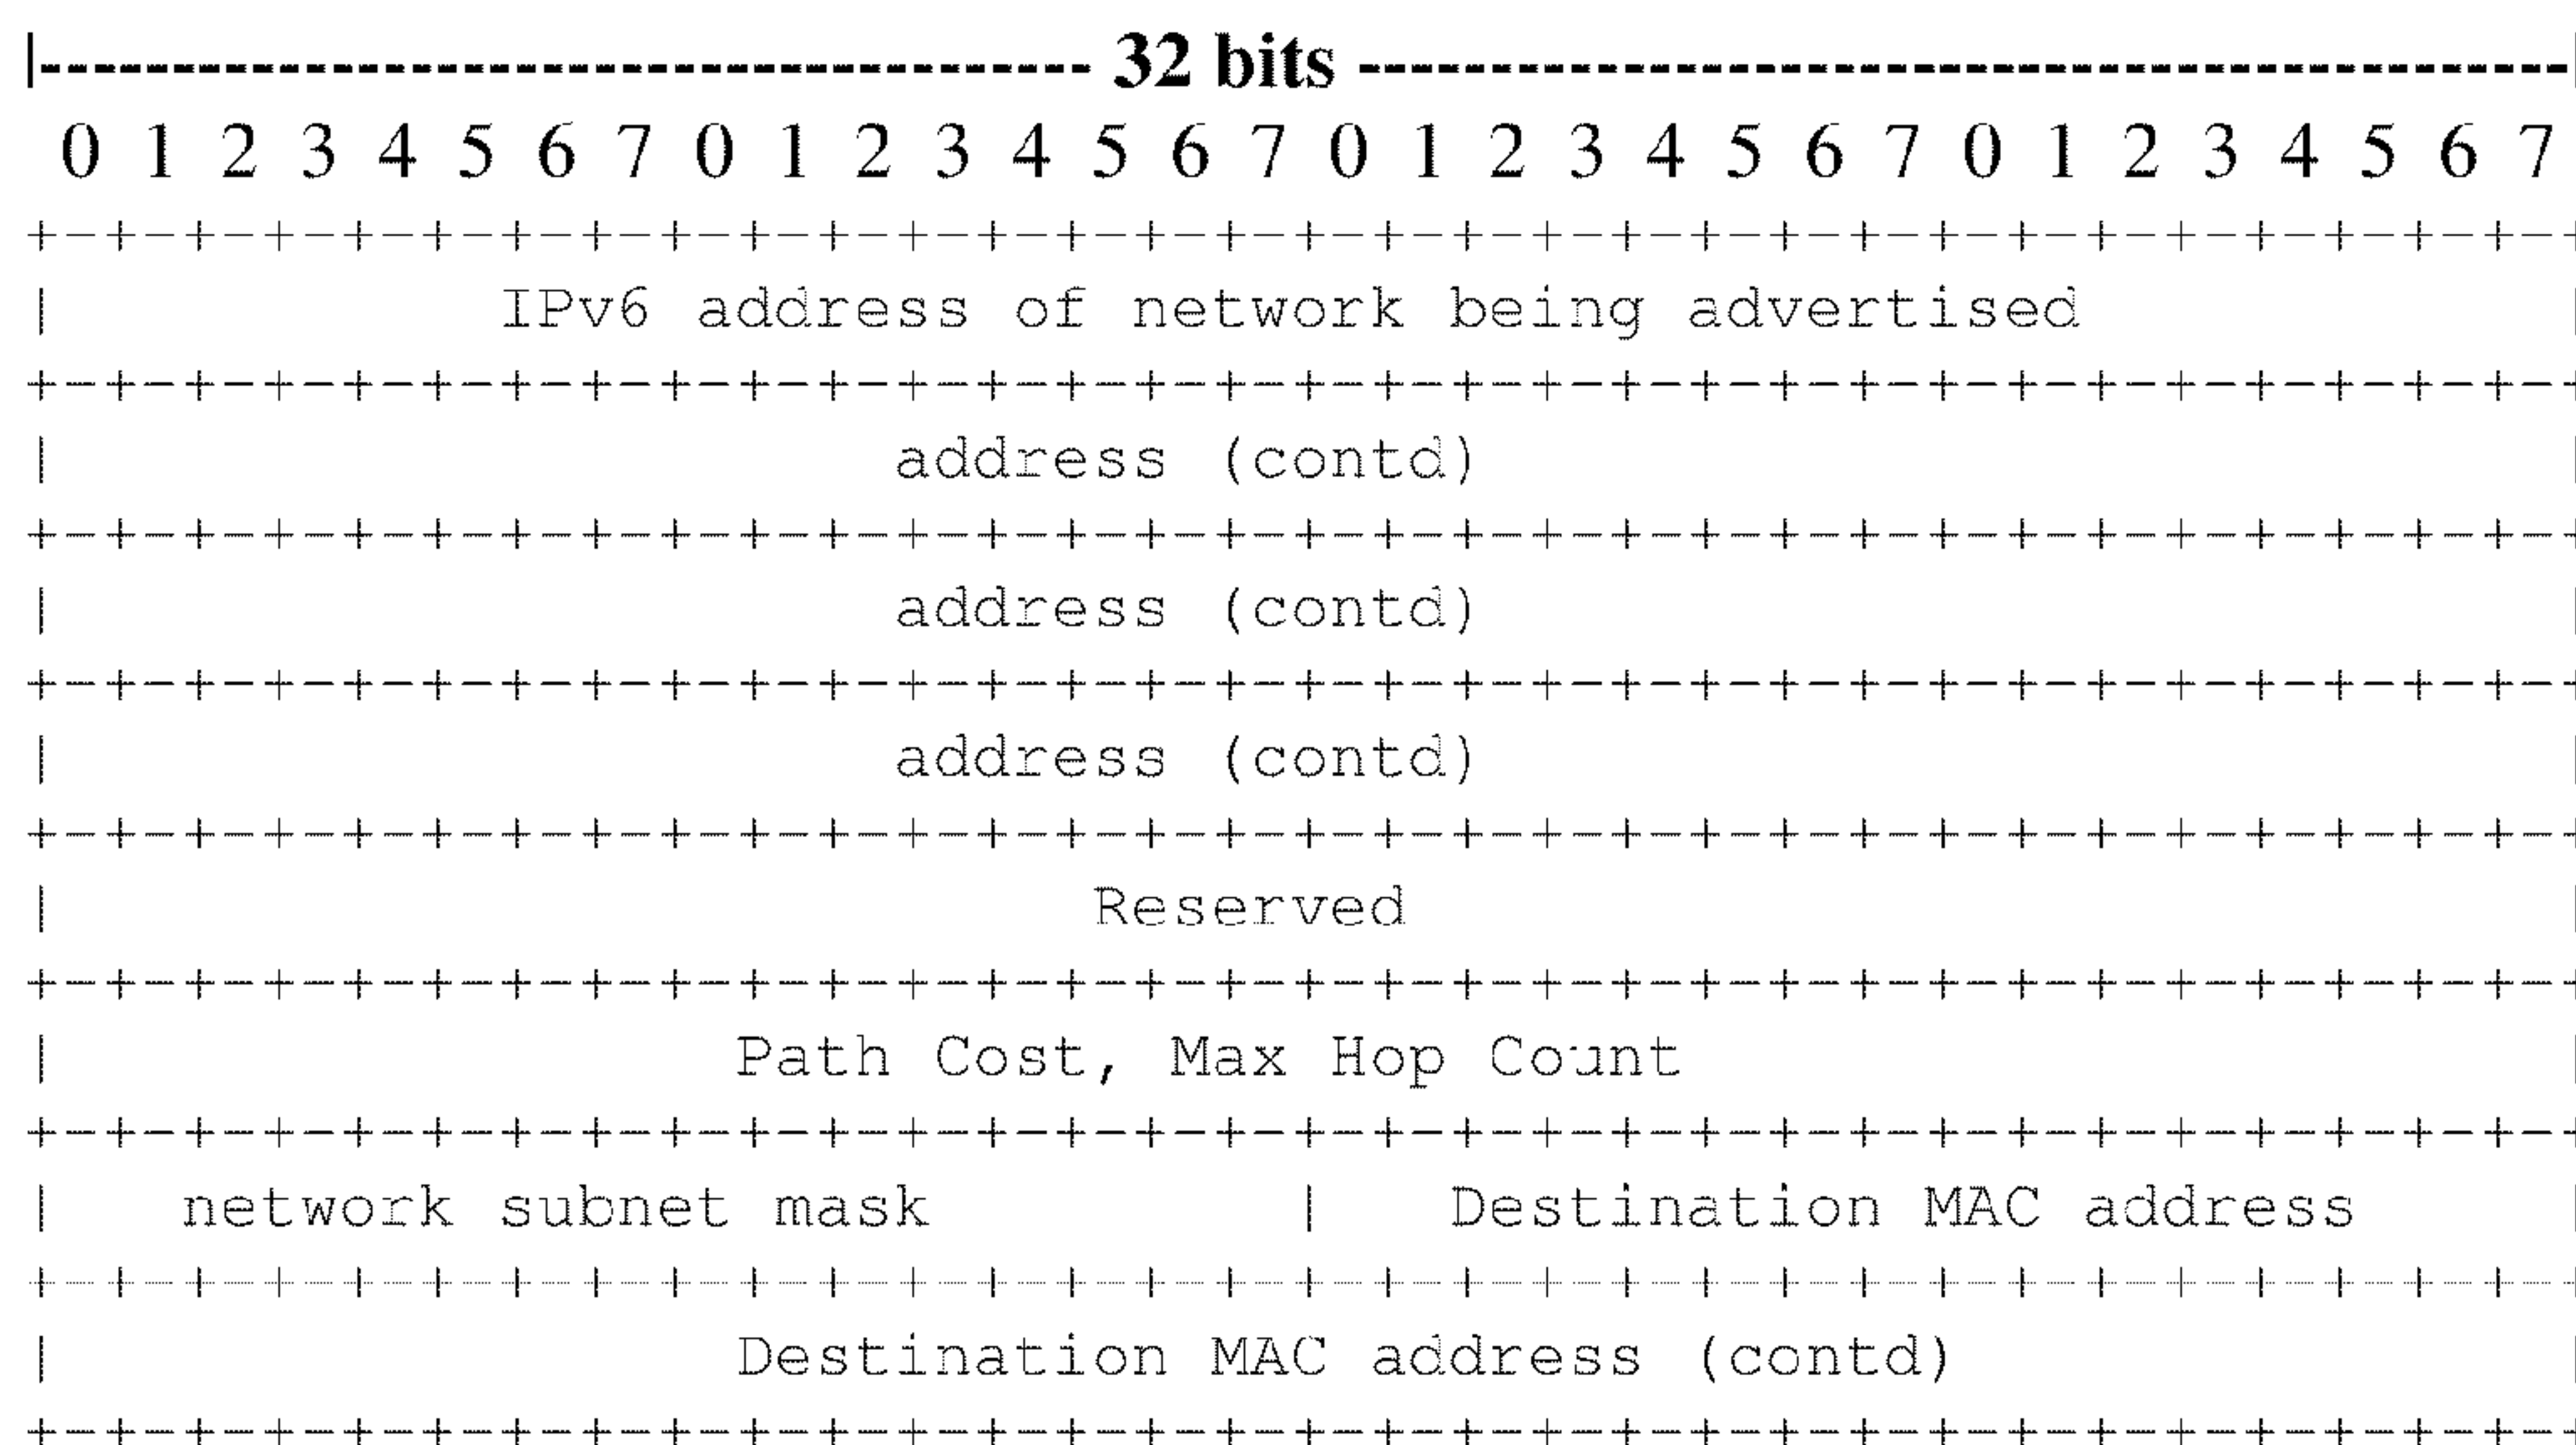 |---------------------------------------- 32 bits ----------------------------------------------|
0 1 2 3 4 5 6 7 0 1 2 3 4 5 6 7 0 1 2 3 4 5 6 7 0 1 2 3 4 5 6 7
+-+-+-+-+-+-+-+-+-+-+-+-+-+-+-+-+-+-+-+-+-+-+-+-+-+-+-+-+-+-+-+-+
| IPv6 address of network being advertised |
+-+-+-+-+-+-+-+-+-+-+-+-+-+-+-+-+-+-+-+-+-+-+-+-+-+-+-+-+-+-+-+-+
| address (contd) |
+-+-+-+-+-+-+-+-+-+-+-+-+-+-+-+-+-+-+-+-+-+-+-+-+-+-+-+-+-+-+-+-+
| address (contd) |
+-+-+-+-+-+-+-+-+-+-+-+-+-+-+-+-+-+-+-+-+-+-+-+-+-+-+-+-+-+-+-+-+
| address (contd) |
+-+-+-+-+-+-+-+-+-+-+-+-+-+-+-+-+-+-+-+-+-+-+-+-+-+-+-+-+-+-+-+-+
| Reserved |
+-+-+-+-+-+-+-+-+-+-+-+-+-+-+-+-+-+-+-+-+-+-+-+-+-+-+-+-+-+-+-+-+
| Path Cost, Max Hop Count
+-+-+-+-+-+-+-+-+-+-+-+-+-+-+-+-+-+-+-+-+-+-+-+-+-+-+-+-+-+-+-+-+
| network subnet mask | Destination MAC address |
+-+-+-+-+-+-+-+-+-+-+-+-+-+-+-+-+-+-+-+-+-+-+-+-+-+-+-+-+-+-+-+-+
| Destination MAC address (contd) |
+-+-+-+-+-+-+-+-+-+-+-+-+-+-+-+-+-+-+-+-+-+-+-+-+-+-+-+-+-+-+-+-+